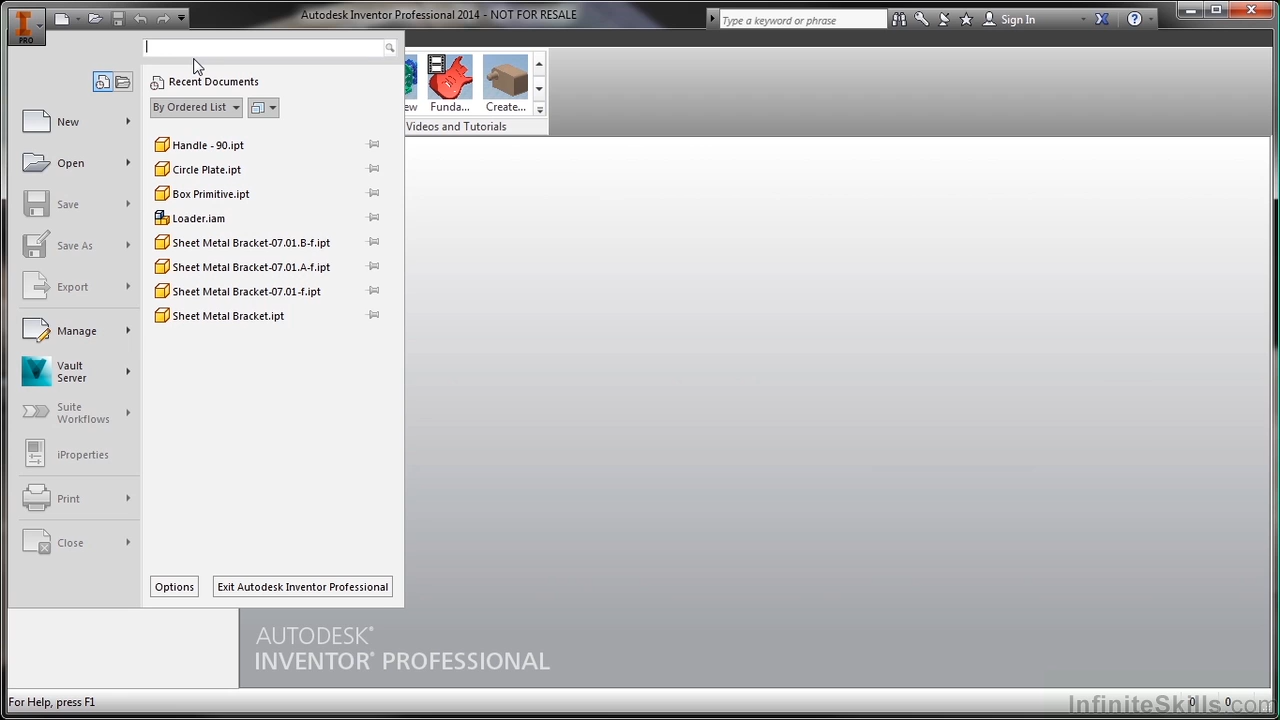 PRO
Autodesk Inventor Professional 2014 - NOT FOR RESALE
Type a keyword or phrase
Sign In
Recent Documents
By Ordered List
New
Open
Save
Save As
Export
Manage
Vault
Server
Suite
Workflows
iProperties
Print
Close
Handle - 90.ipt
Circle Plate.ipt
Box Primitive.ipt
Loader.iam
Sheet Metal Bracket-07.01.B-f.ipt
Sheet Metal Bracket-07.01.A-f.ipt
Sheet Metal Bracket-07.01-f.ipt
Sheet Metal Bracket.ipt
Options
Exit Autodesk Inventor Professional
ew
Funda...
Create...
Videos and Tutorials
AUTODESK®
INVENTOR® PROFESSIONAL
For Help, press F1
0 0
InfiniteSkills.com